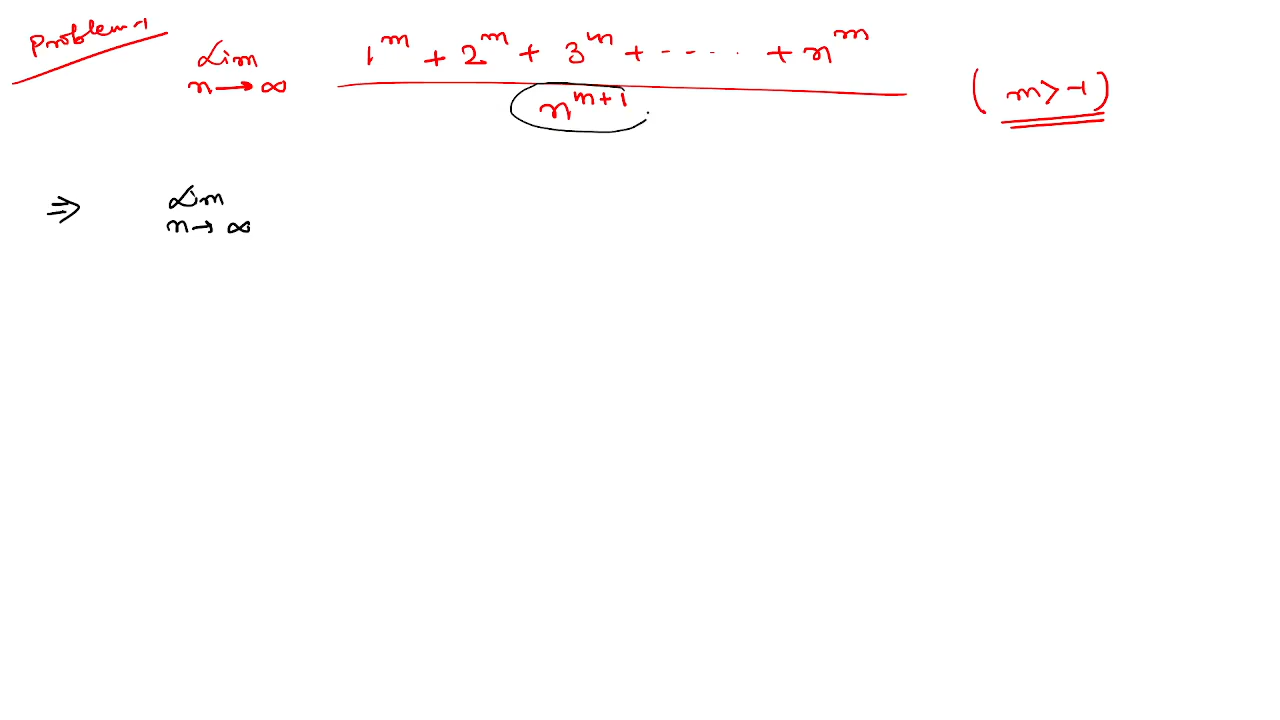 Problem-1
Lim n→∞ (1^m + 2^m + 3^m + ----- + n^m) / n^(m+1) (m>-1)
⇒ Lim n→∞